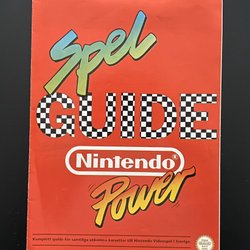 Spel
GUIDE
Nintendo®
Power
Komplett guide för samtliga utkomna kassetter till Nintendo Videospel i Sverige.